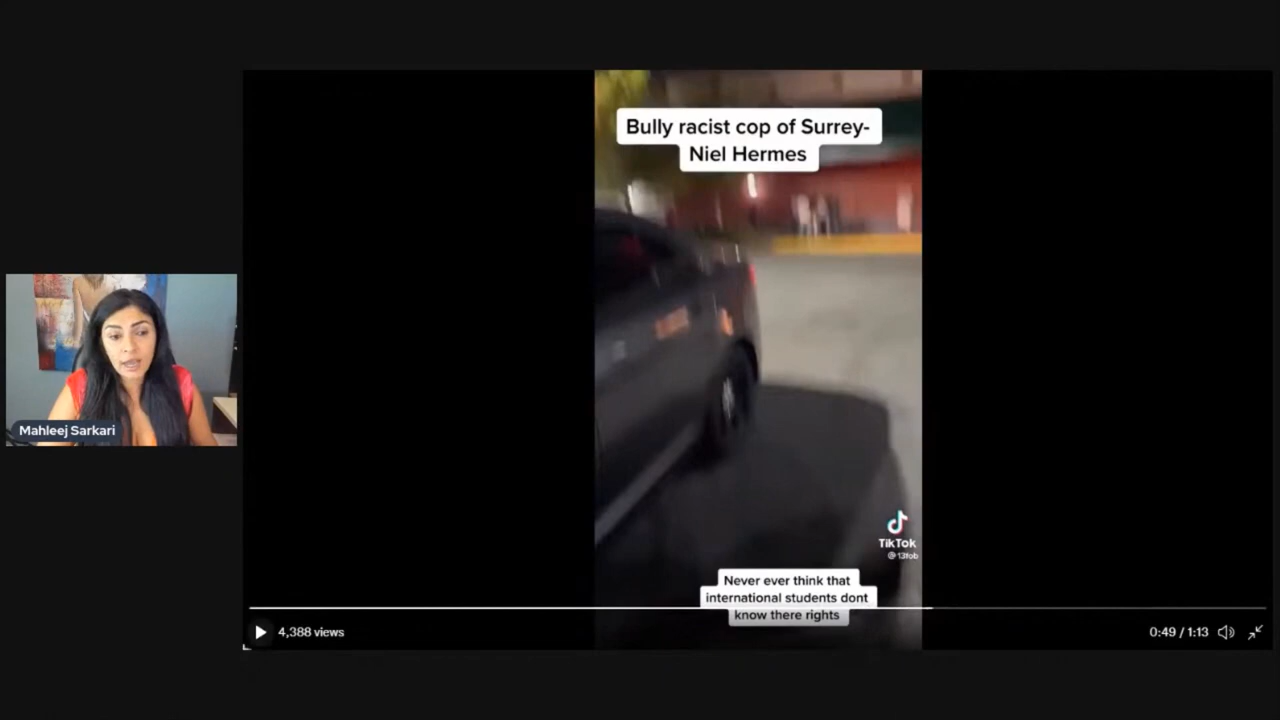 Bully racist cop of Surrey-
Niel Hermes
Mahleej Sarkari
TikTok
@ 13fob
Never ever think that
international students dont
know there rights
4,388 views
0:49 / 1:13